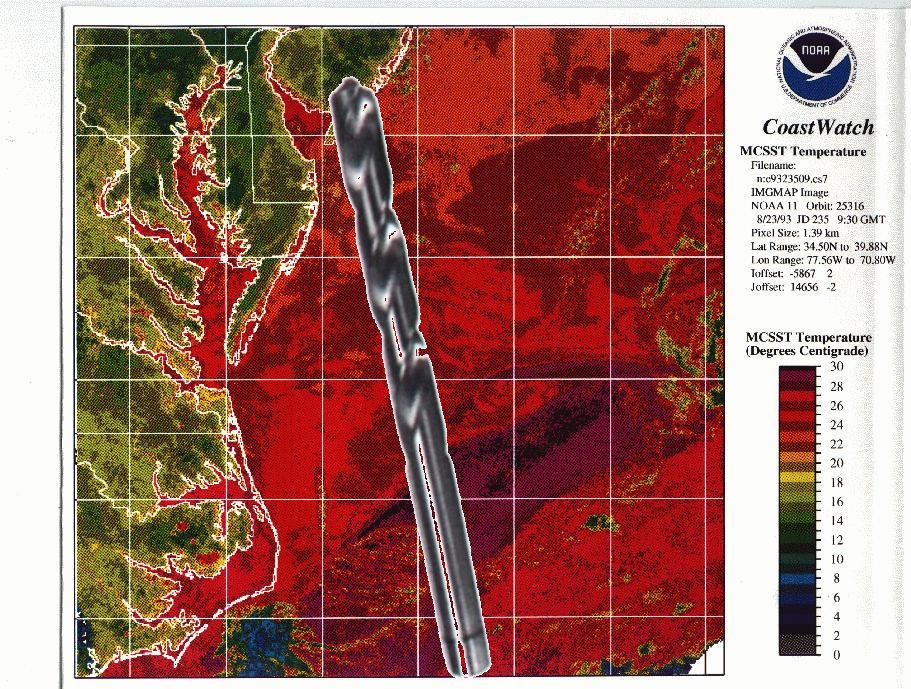 NATIONAL OCEANIC AND ATMOSPHERIC ADMINISTRATION
U.S. DEPARTMENT OF COMMERCE
NOAA
CoastWatch
MCSST Temperature
Filename:
n:c9323509.cs7
IMGMAP Image
NOAA 11 Orbit: 25316
8/23/93 JD 235 9:30 GMT
Pixel Size: 1.39 km
Lat Range: 34.50N to 39.88N
Lon Range: 77.56W to 70.80W
Ioffset: -5867 2
Joffset: 14656 -2
MCSST Temperature
(Degrees Centigrade)
30
28
26
24
22
20
18
16
14
12
10
8
6
4
2
0